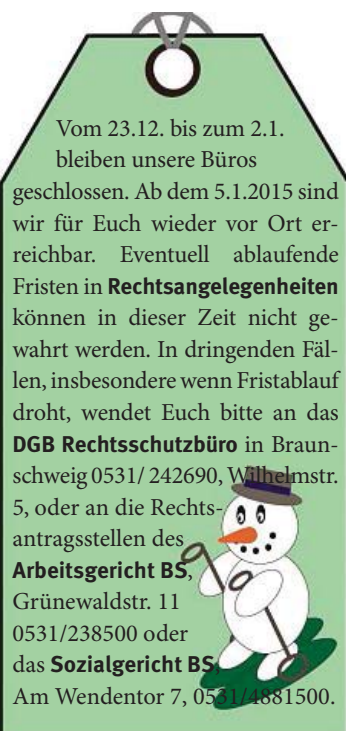 Vom 23.12. bis zum 2.1.
bleiben unsere Büros
geschlossen. Ab dem 5.1.2015 sind
wir für Euch wieder vor Ort er-
reichbar. Eventuell ablaufende
Fristen in Rechtsangelegenheiten
können in dieser Zeit nicht ge-
wahrt werden. In dringenden Fäl-
len, insbesondere wenn Fristablauf
droht, wendet Euch bitte an das
DGB Rechtsschutzbüro in Braun-
schweig 0531/ 242690, Wilhelmstr.
5, oder an die Rechts-
antragsstellen des
Arbeitsgericht BS,
Grünewaldstr. 11
0531/238500 oder
das Sozialgericht BS,
Am Wendentor 7, 0531/4881500.